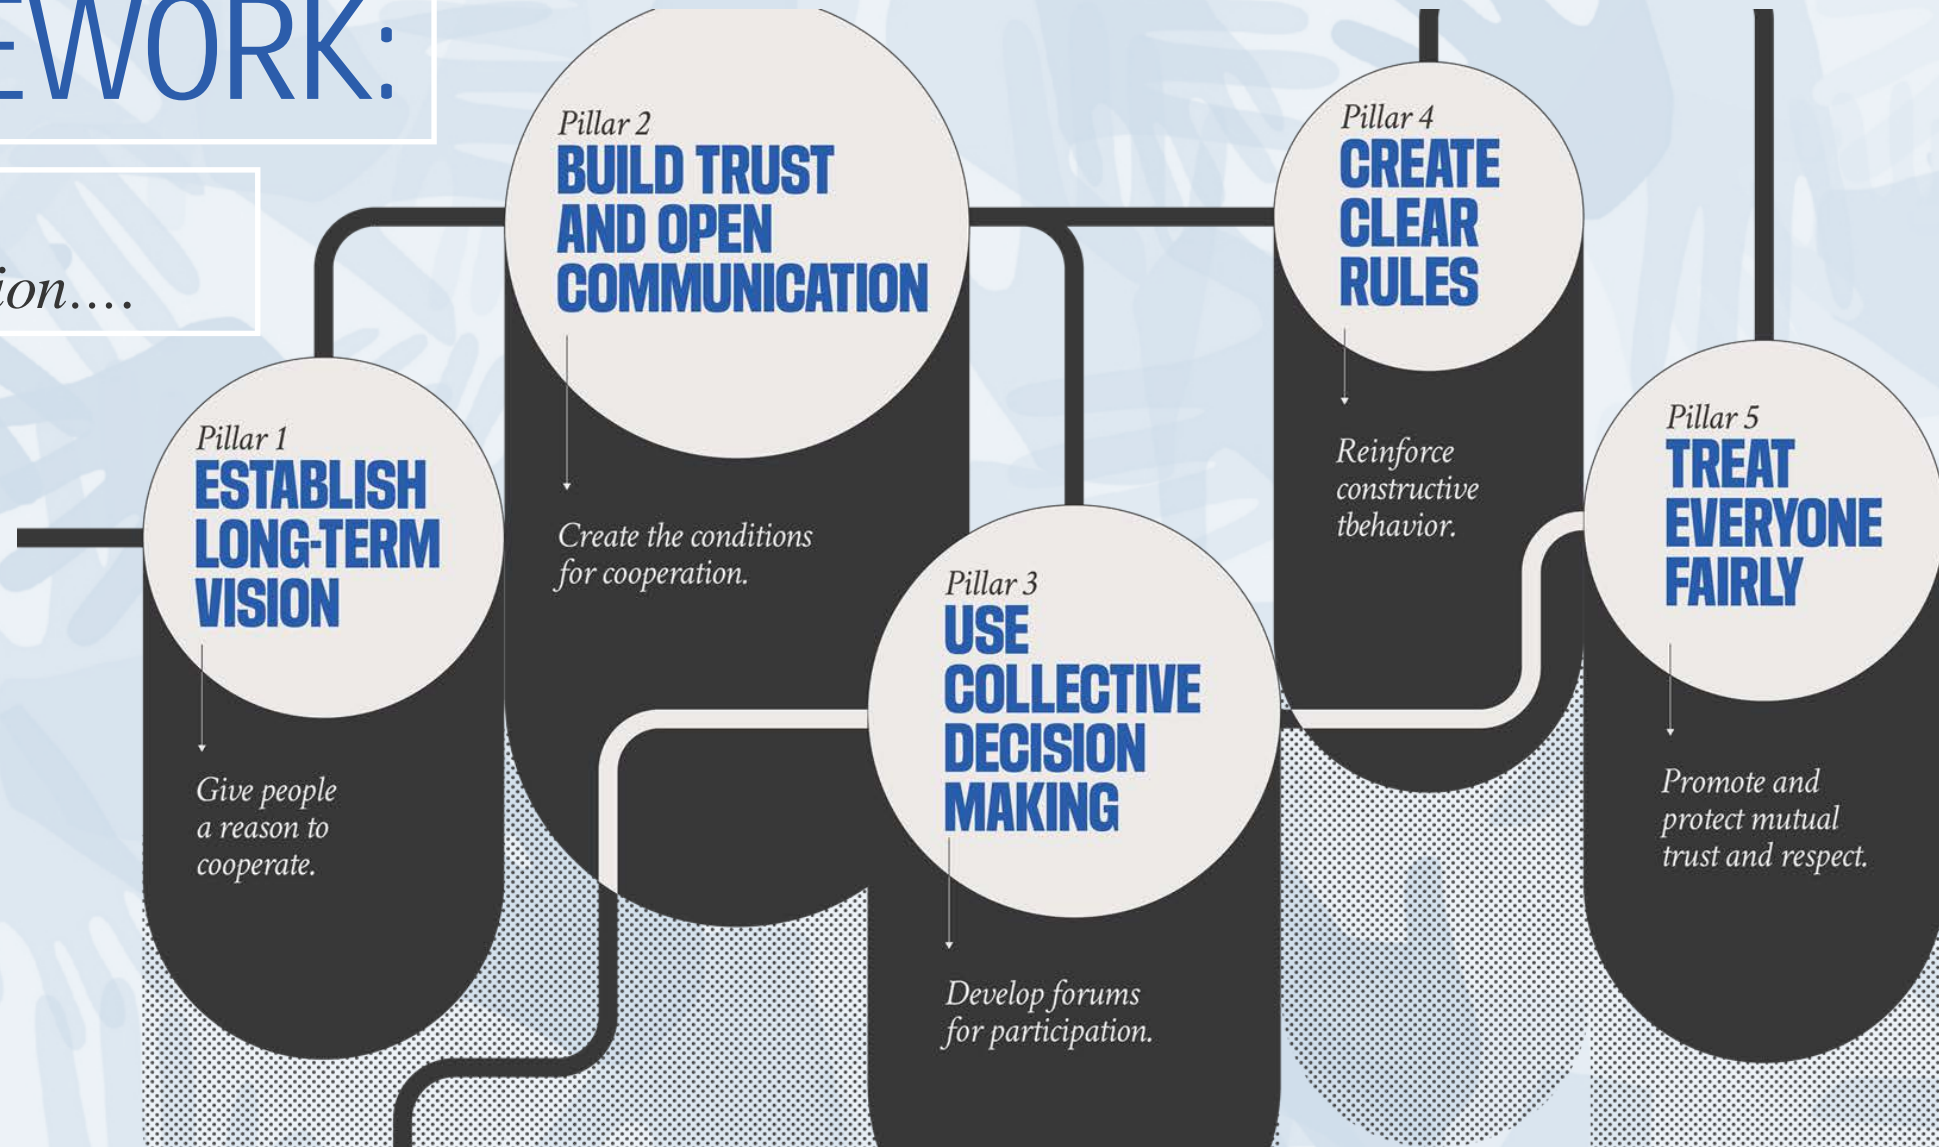 EWORK:
ion....
Pillar 1
ESTABLISH
LONG-TERM
VISION
Give people
a reason to
cooperate.
Pillar 2
BUILD TRUST
AND OPEN
COMMUNICATION
Create the conditions
for cooperation.
Pillar 3
USE
COLLECTIVE
DECISION
MAKING
Develop forums
for participation.
Pillar 4
CREATE
CLEAR
RULES
Reinforce
constructive
tbehavior.
Pillar 5
TREAT
EVERYONE
FAIRLY
Promote and
protect mutual
trust and respect.